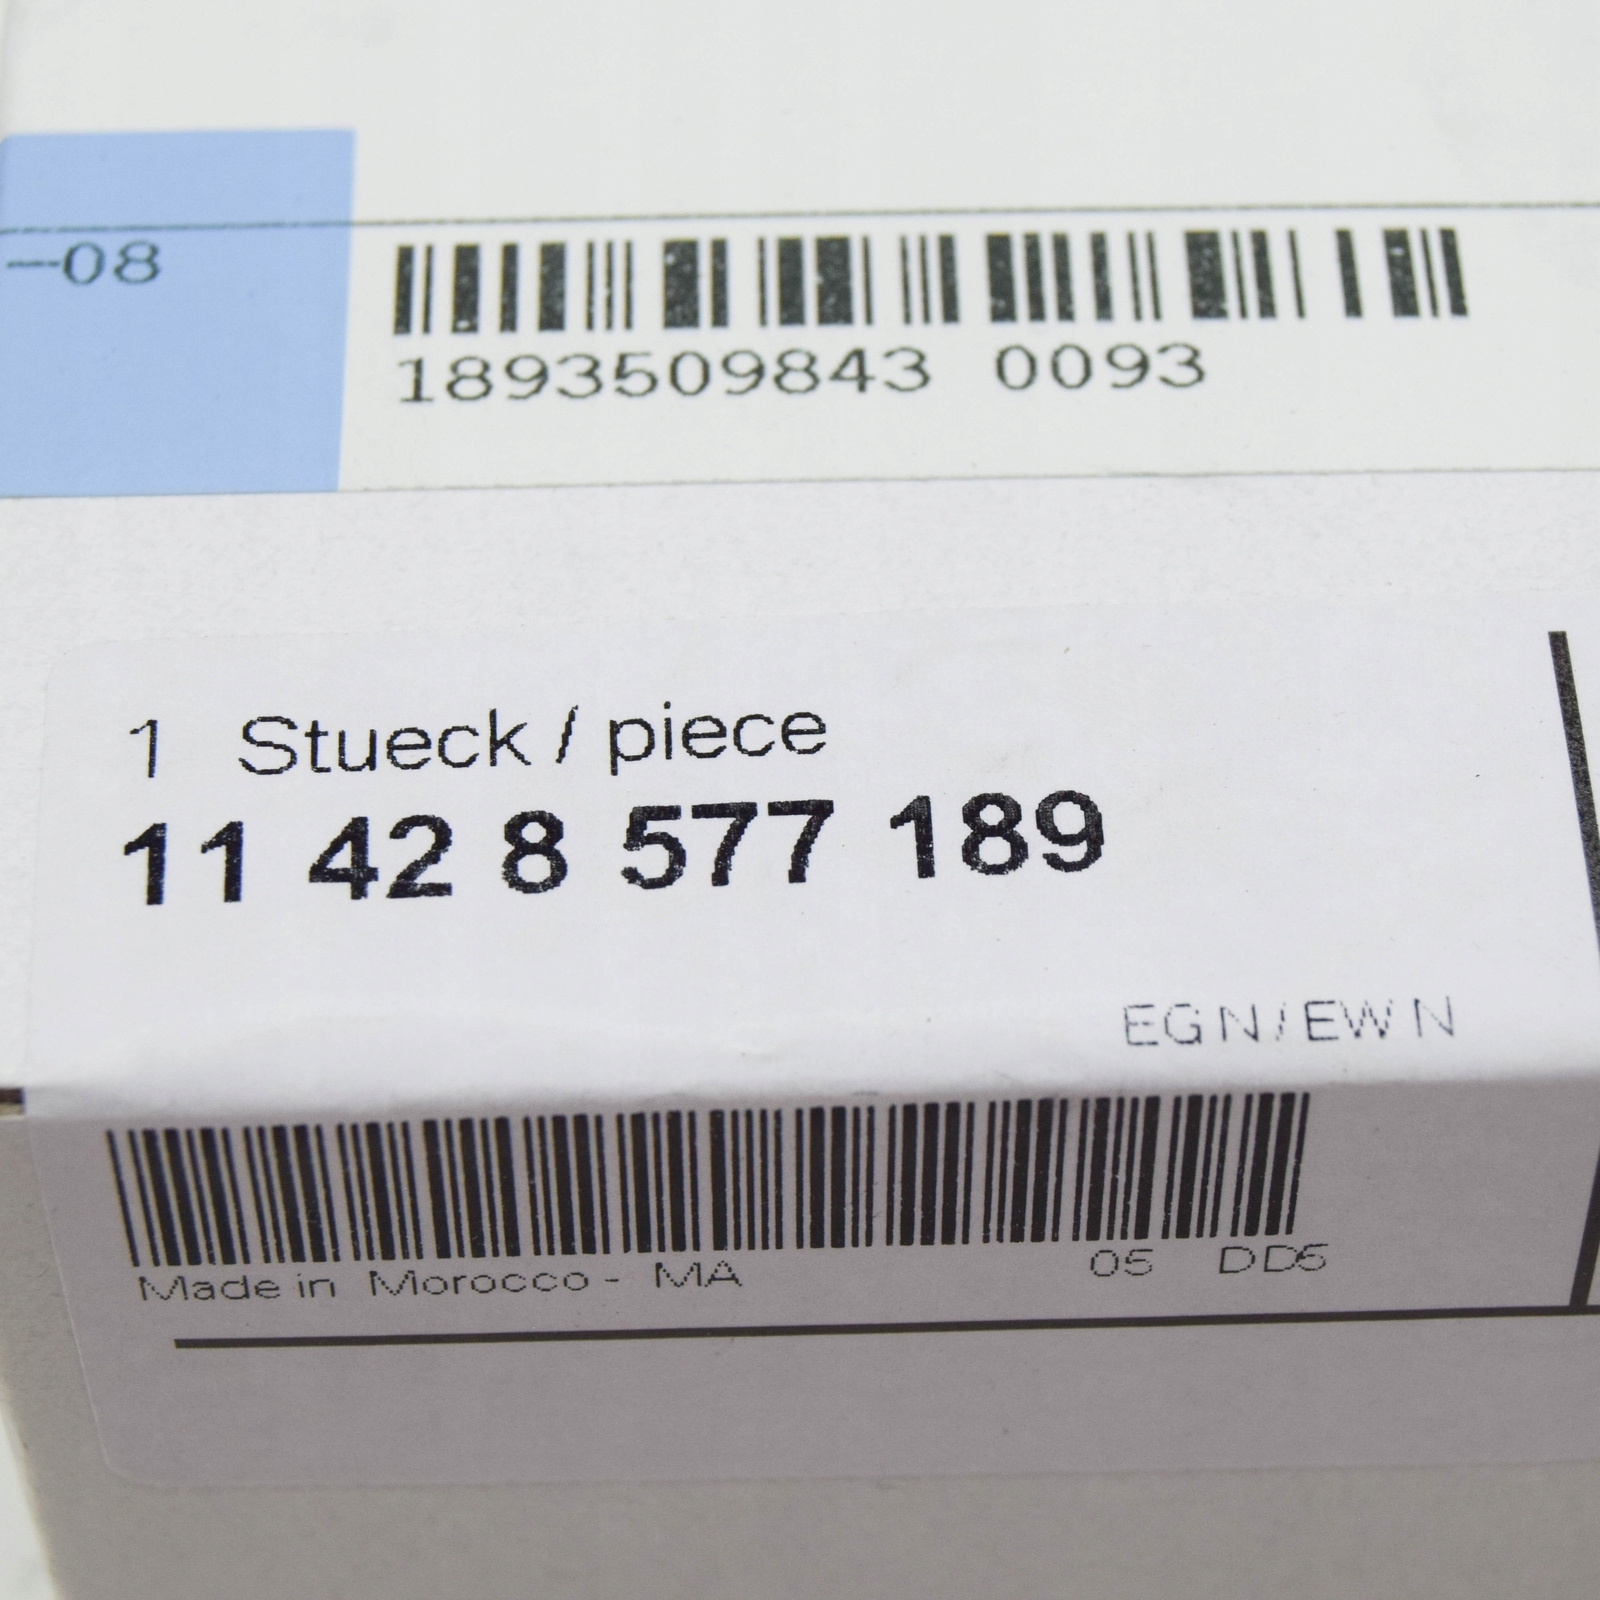 -08
1893509843 0093
1 Stueck / piece
11 42 8 577 189
EGN/EWN
Made in Morocco - MA 05 DD5